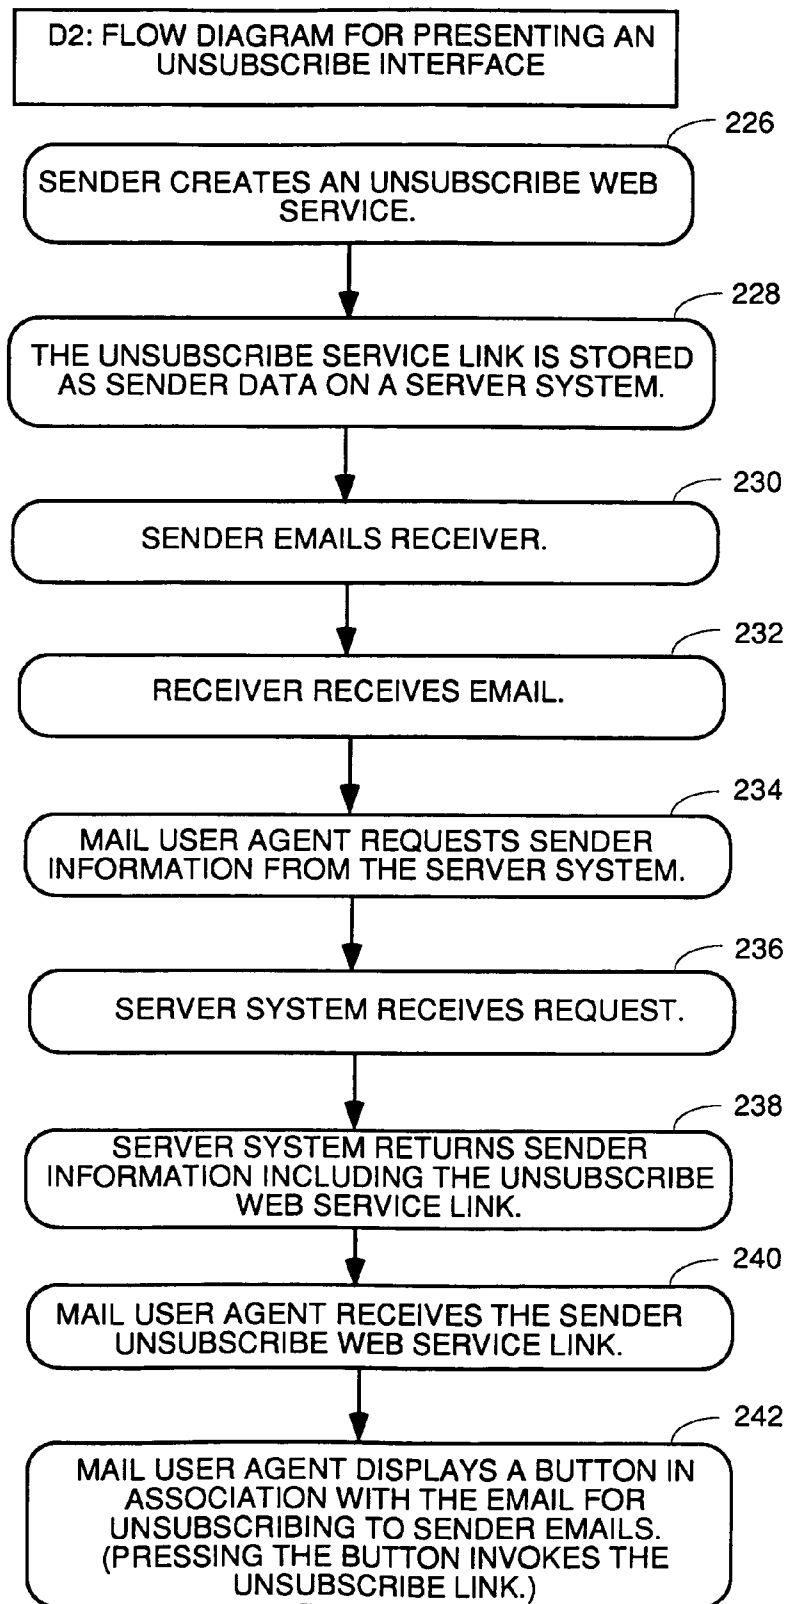 D2: FLOW DIAGRAM FOR PRESENTING AN
UNSUBSCRIBE INTERFACE
226
SENDER CREATES AN UNSUBSCRIBE WEB
SERVICE.
228
THE UNSUBSCRIBE SERVICE LINK IS STORED
AS SENDER DATA ON A SERVER SYSTEM.
230
SENDER EMAILS RECEIVER.
232
RECEIVER RECEIVES EMAIL.
234
MAIL USER AGENT REQUESTS SENDER
INFORMATION FROM THE SERVER SYSTEM.
236
SERVER SYSTEM RECEIVES REQUEST.
238
SERVER SYSTEM RETURNS SENDER
INFORMATION INCLUDING THE UNSUBSCRIBE
WEB SERVICE LINK.
240
MAIL USER AGENT RECEIVES THE SENDER
UNSUBSCRIBE WEB SERVICE LINK.
242
MAIL USER AGENT DISPLAYS A BUTTON IN
ASSOCIATION WITH THE EMAIL FOR
UNSUBSCRIBING TO SENDER EMAILS.
(PRESSING THE BUTTON INVOKES THE
UNSUBSCRIBE LINK.)